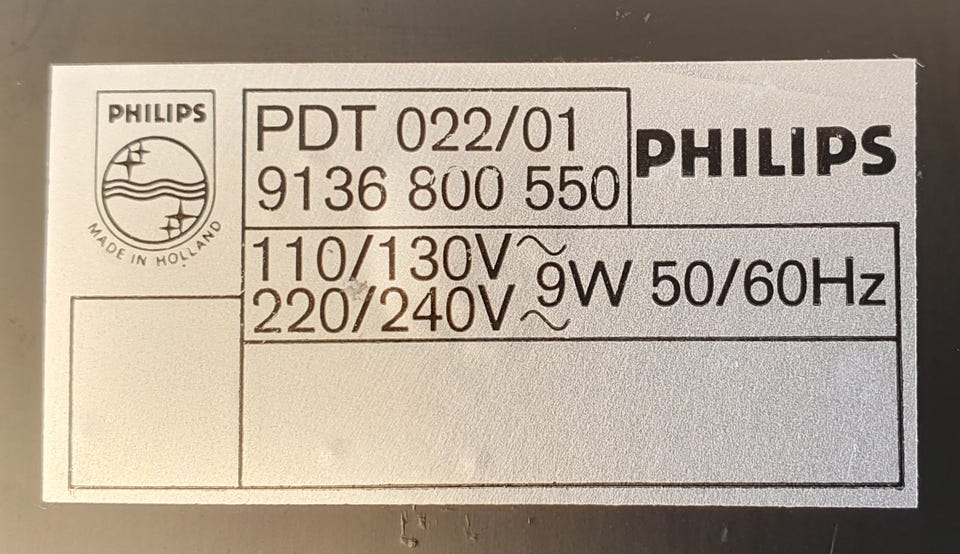 PHILIPS
MADE IN HOLLAND
PDT 022/01
9136 800 550
PHILIPS
110/130V~
220/240V~
9W 50/60Hz